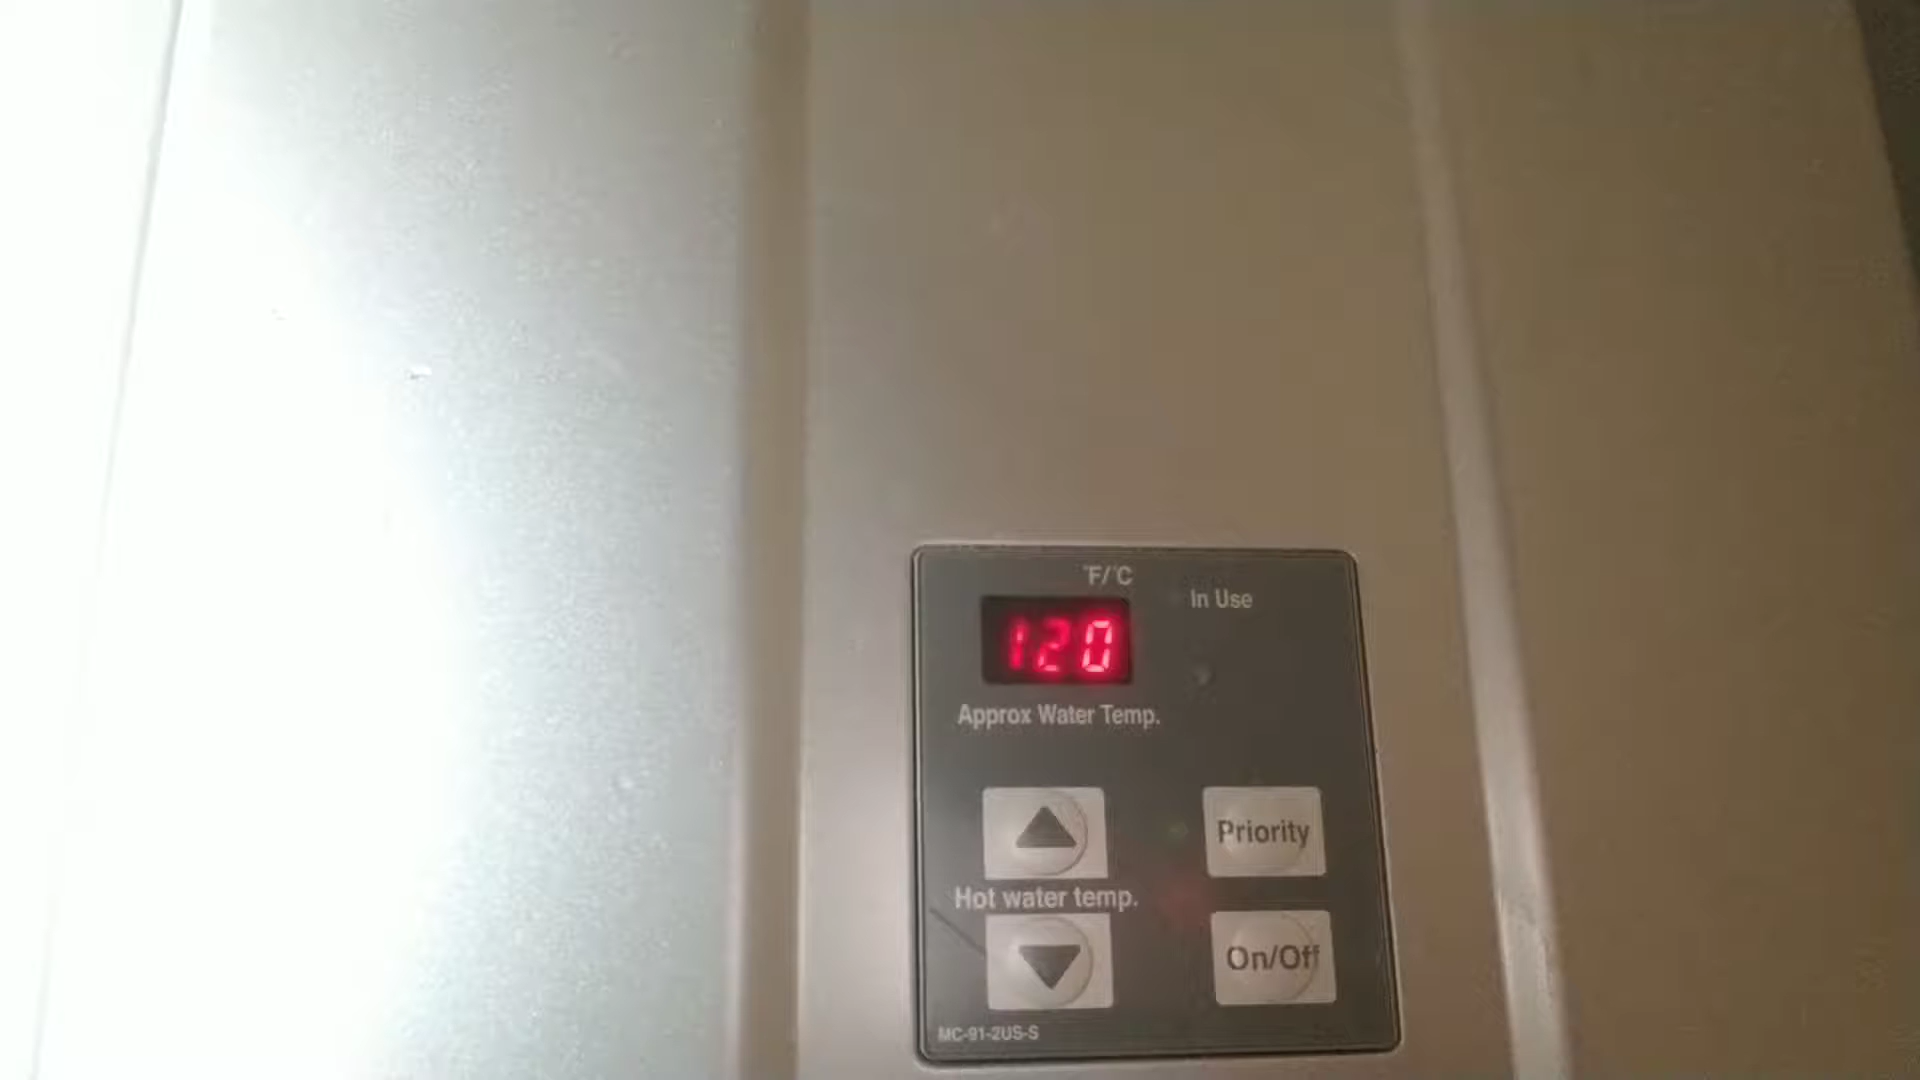 °F/°C
In Use
120
Approx Water Temp.
Priority
Hot water temp.
On/Off
MC-91-2US-S